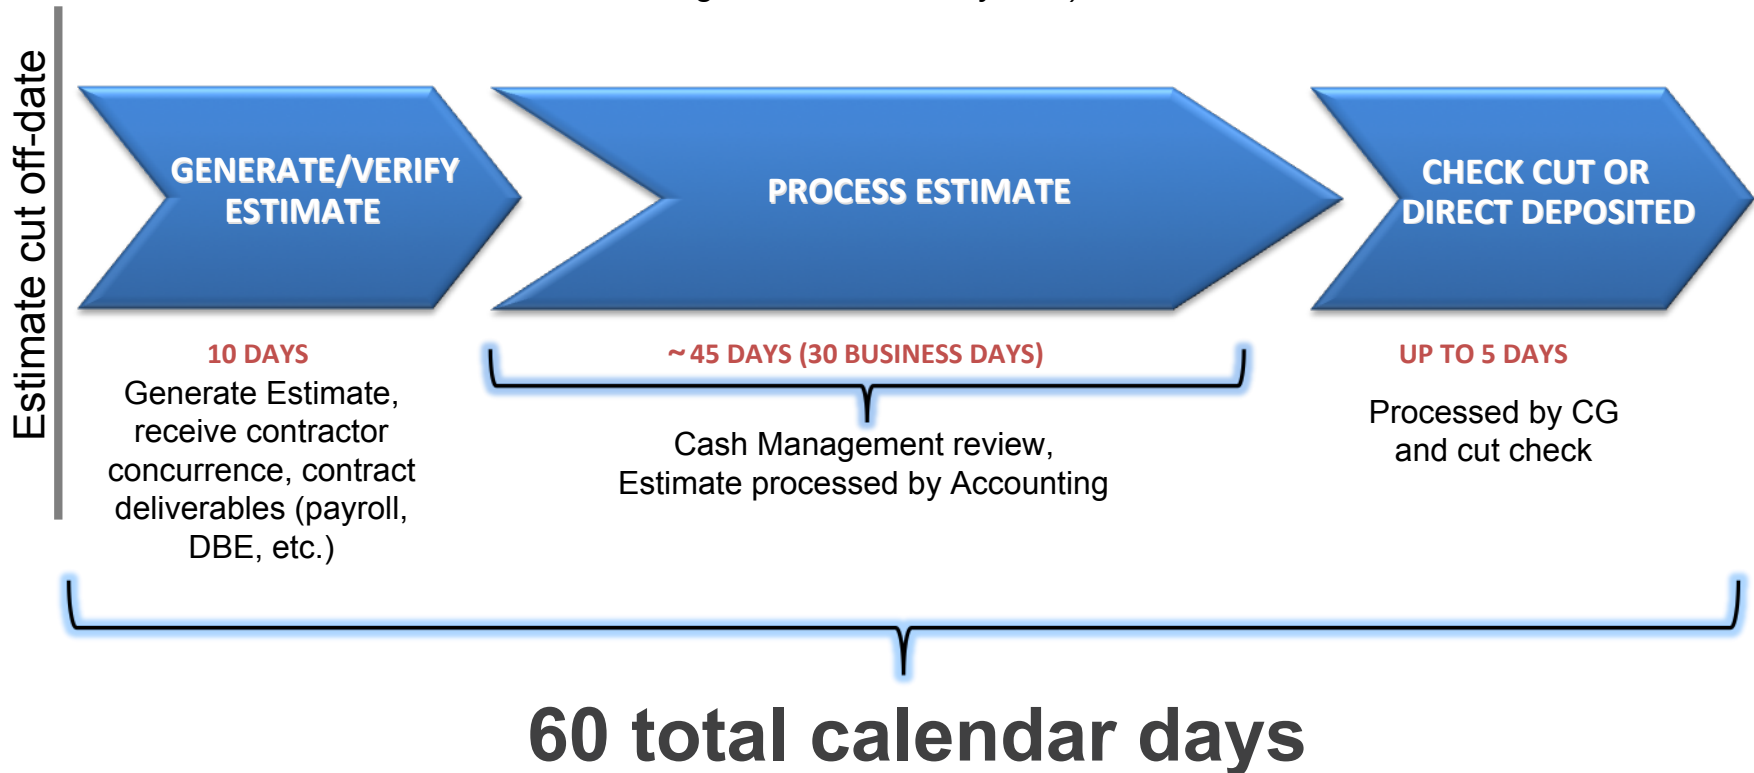 Estimate cut off-date
GENERATE/VERIFY
ESTIMATE
PROCESS ESTIMATE
CHECK CUT OR
DIRECT DEPOSITED
10 DAYS
Generate Estimate,
receive contractor
concurrence, contract
deliverables (payroll,
DBE, etc.)
~ 45 DAYS (30 BUSINESS DAYS)
Cash Management review,
Estimate processed by Accounting
UP TO 5 DAYS
Processed by CG
and cut check
60 total calendar days